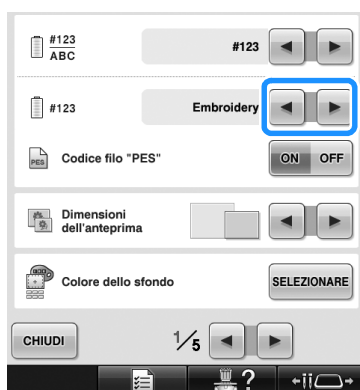 #123
ABC
#123
#123
Embroidery
PES
Codice filo "PES"
ON OFF
Dimensioni
dell'anteprima
Colore dello sfondo
SELEZIONARE
CHIUDI
1/5
?